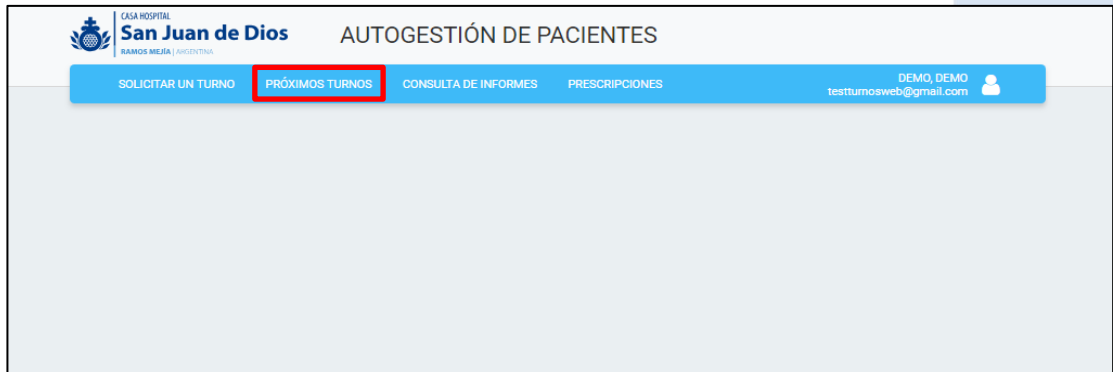 CASA HOSPITAL
San Juan de Dios
RAMOS MEJÍA | ARGENTINA
AUTOGESTIÓN DE PACIENTES
SOLICITAR UN TURNO PRÓXIMOS TURNOS CONSULTA DE INFORMES PRESCRIPCIONES
DEMO, DEMO
testturnosweb@gmail.com